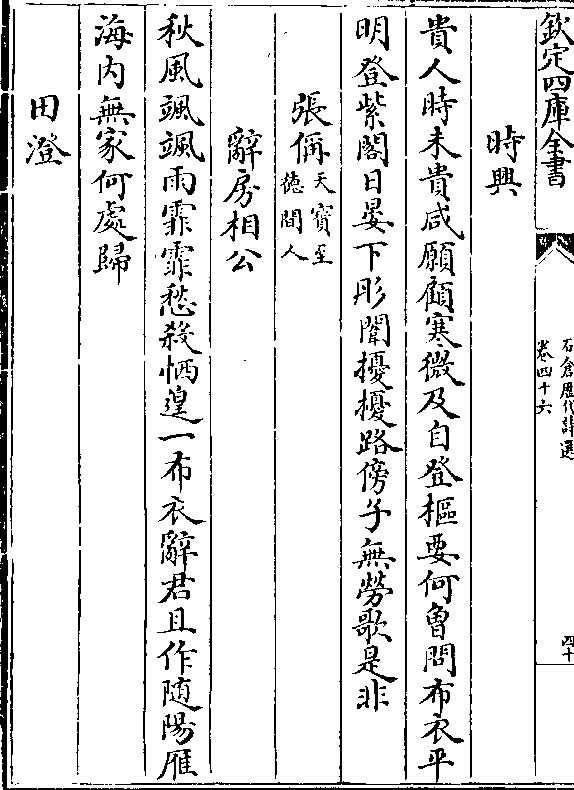 欽定四庫全書
石倉歴代詩選
卷四十六
四十
時興
貴人時未貴咸願顧寒微及自登樞要何曾問布衣平
明登紫閣日晏下彤闈擾擾路傍子無勞歌是非
張偁天寶至
德間人
辭房相公
秋風颯颯雨霏霏愁殺恓遑一布衣辭君且作随陽雁
海内無家何處歸
田澄